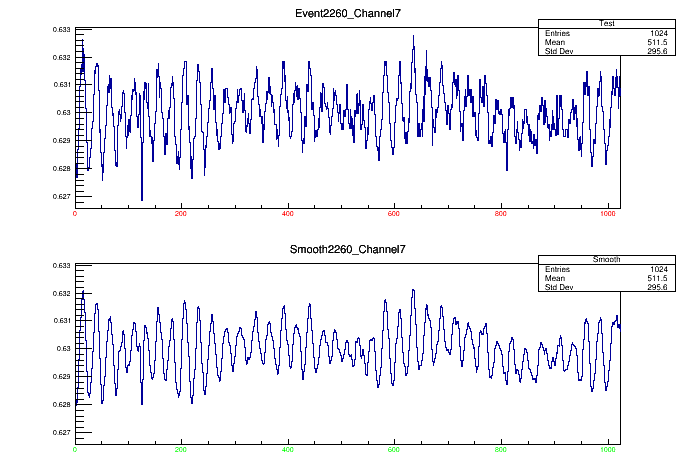 Event2260_Channel7
Test
Entries 1024
Mean 511.5
Std Dev 295.6
0.633
0.632
0.631
0.63
0.629
0.628
0.627
0 200 400 600 800 1000
Smooth2260_Channel7
Smooth
Entries 1024
Mean 511.5
Std Dev 295.6
0.633
0.632
0.631
0.63
0.629
0.628
0.627
0 200 400 600 800 1000